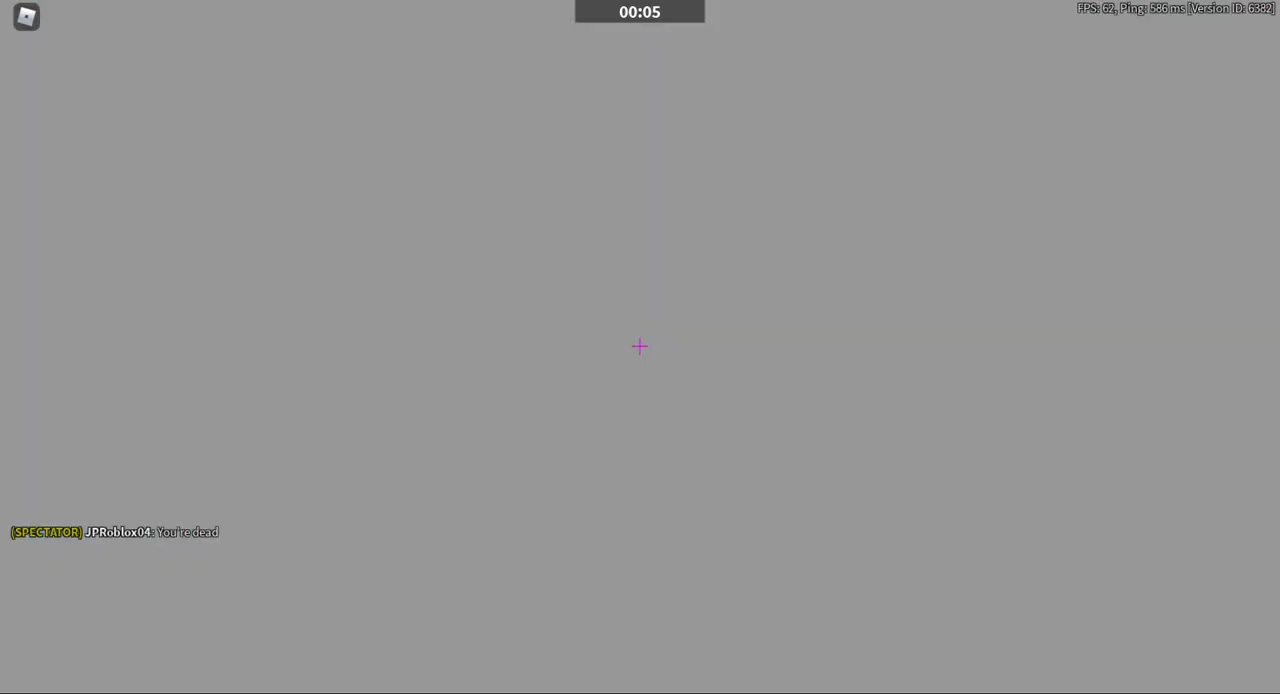 00:05
FPS: 62, Ping: 586 ms [Version ID: 6382]
(SPECTATOR) JPRoblox04: You're dead